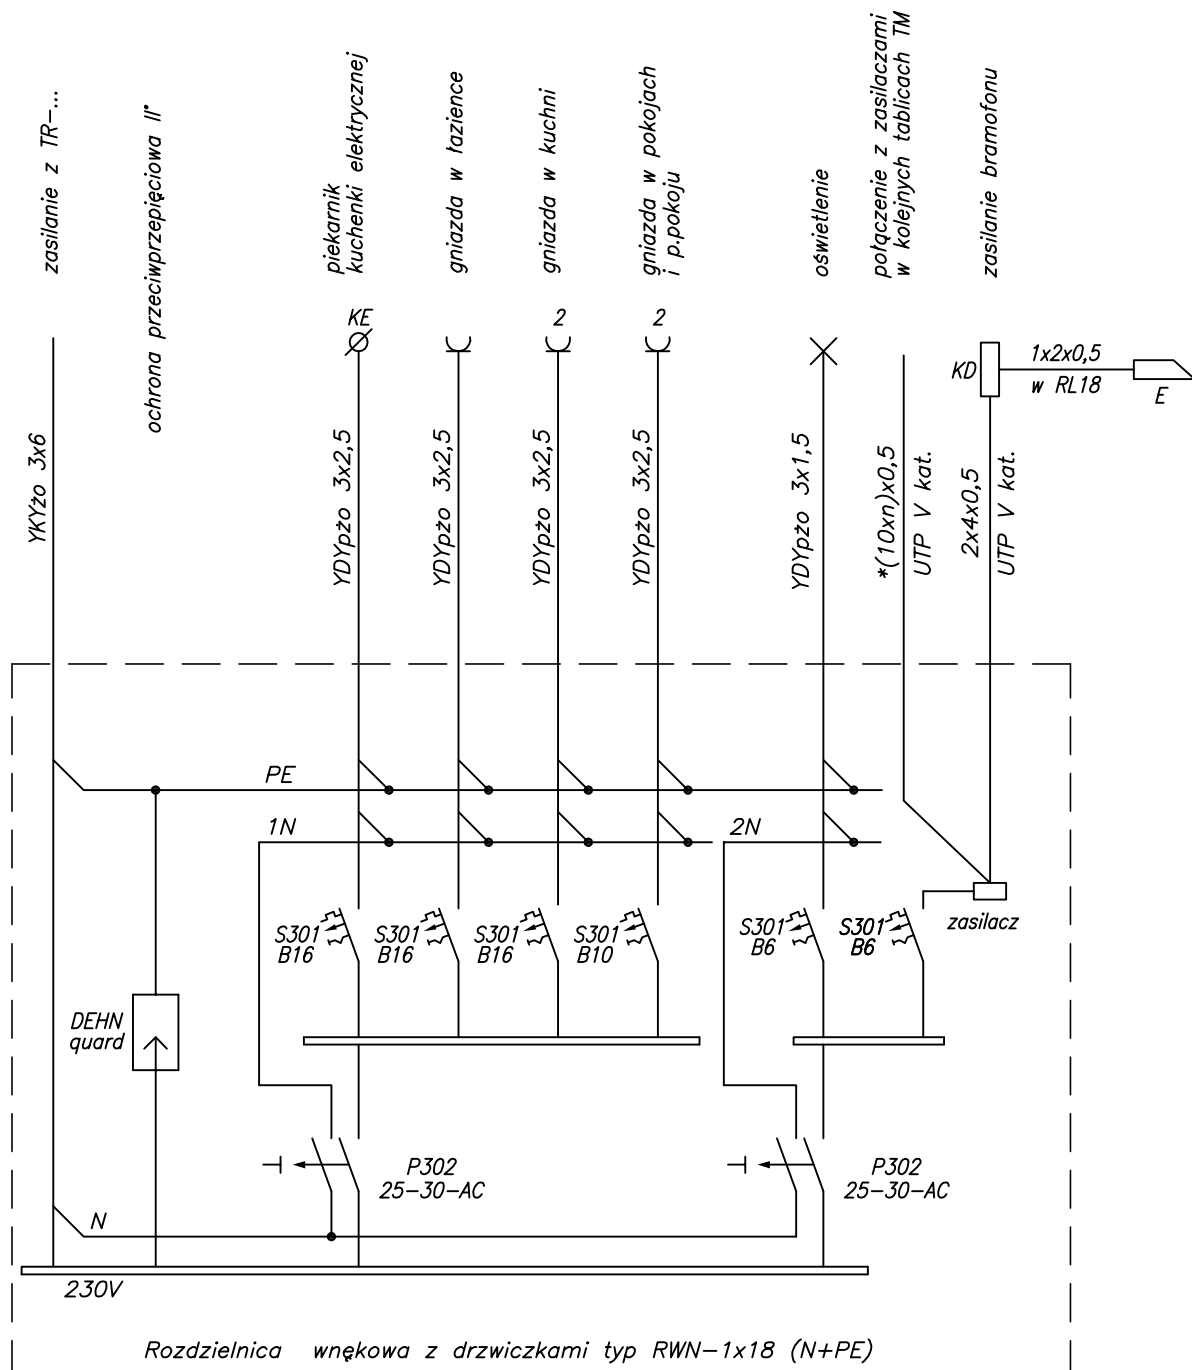 zasilanie z TR-...
ochrona przeciwprzepięciowa II°
piekarnik
kuchenki elektrycznej
gniazda w łazience
gniazda w kuchni
gniazda w pokojach
i p.pokoju
oświetlenie
połączenie z zasilaczami
w kolejnych tablicach TM
zasilanie bramofonu
KE
2
2
KD
1x2x0,5
w RL18
E
YKYżo 3x6
YDYpżo 3x2,5
YDYpżo 3x2,5
YDYpżo 3x2,5
YDYpżo 3x2,5
YDYpżo 3x1,5
*(10xn)x0,5
UTP V kat.
2x4x0,5
UTP V kat.
PE
1N
2N
S301
B16
S301
B16
S301
B16
S301
B10
S301
B6
S301
B6
zasilacz
DEHN
quard
P302
25-30-AC
P302
25-30-AC
N
230V
Rozdzielnica wnękowa z drzwiczkami typ RWN-1x18 (N+PE)